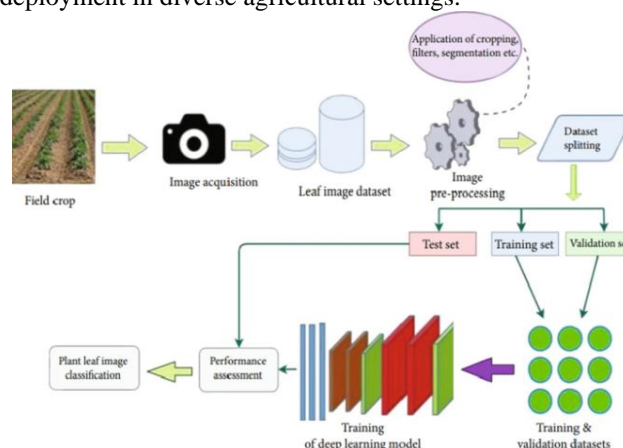 deployment in diverse agricultural settings.
Application of cropping,
filters, segmentation etc.
Dataset
splitting
Field crop
Image acquisition
Leaf image dataset
Image
pre-processing
Test set
Training set
Validation se
Plant leaf image
classification
Performance
assessment
Training
of deep learning model
Training &
validation datasets